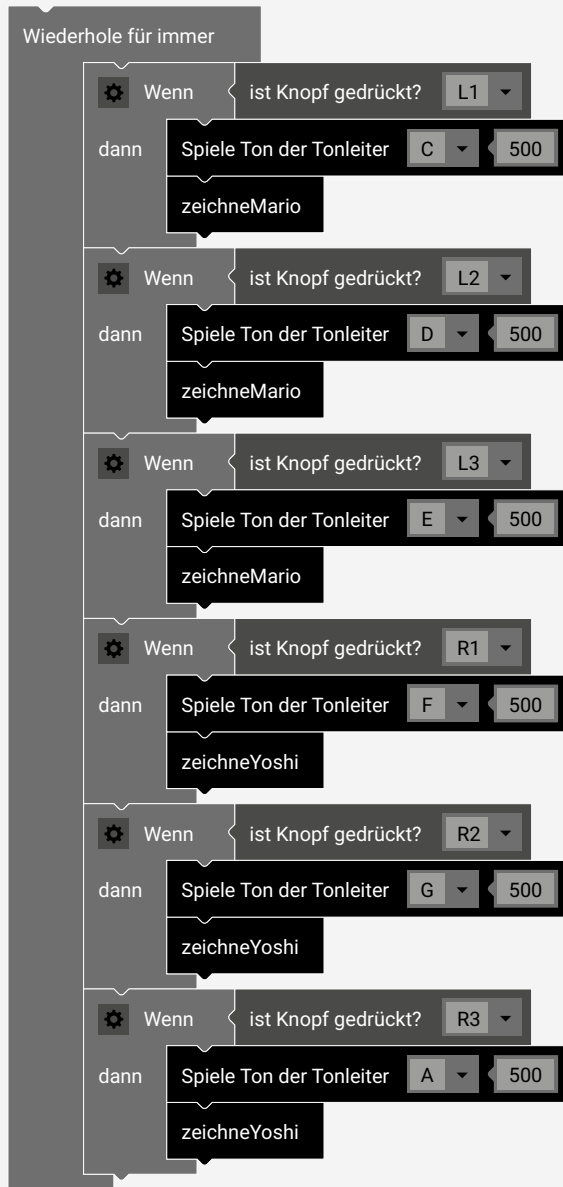 Wiederhole für immer
Wenn ist Knopf gedrückt? L1
dann Spiele Ton der Tonleiter C 500
zeichneMario
Wenn ist Knopf gedrückt? L2
dann Spiele Ton der Tonleiter D 500
zeichneMario
Wenn ist Knopf gedrückt? L3
dann Spiele Ton der Tonleiter E 500
zeichneMario
Wenn ist Knopf gedrückt? R1
dann Spiele Ton der Tonleiter F 500
zeichneYoshi
Wenn ist Knopf gedrückt? R2
dann Spiele Ton der Tonleiter G 500
zeichneYoshi
Wenn ist Knopf gedrückt? R3
dann Spiele Ton der Tonleiter A 500
zeichneYoshi